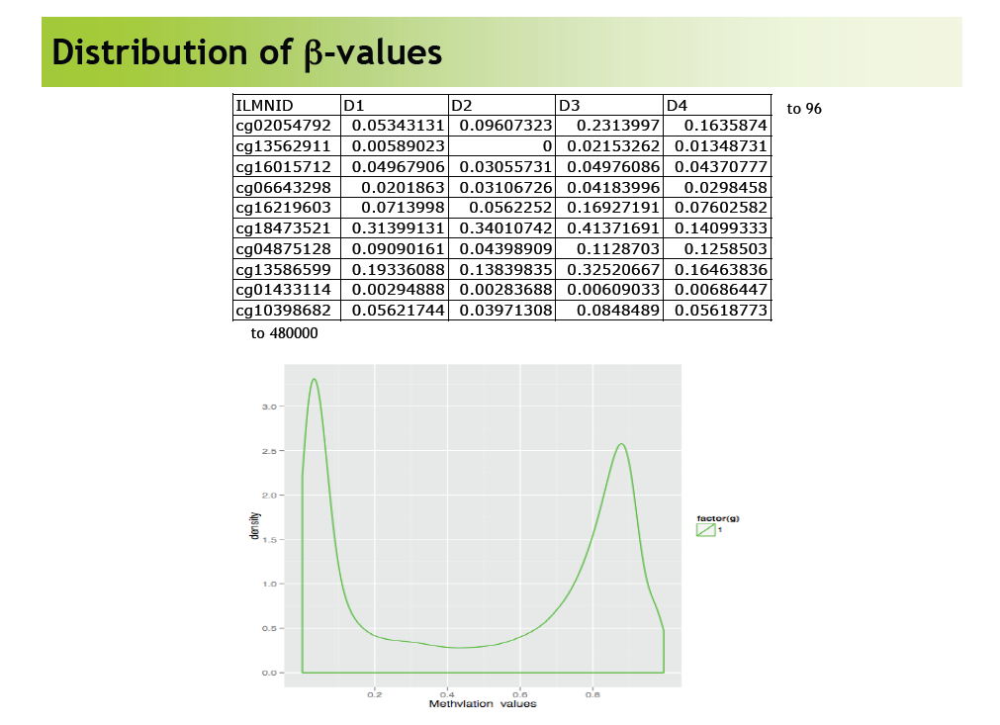 Distribution of β-values
ILMNID D1 D2 D3 D4 to 96
cg02054792 0.05343131 0.09607323 0.2313997 0.1635874
cg13562911 0.00589023 0 0.02153262 0.01348731
cg16015712 0.04967906 0.03055731 0.04976086 0.04370777
cg06643298 0.0201863 0.03106726 0.04183996 0.0298458
cg16219603 0.0713998 0.0562252 0.16927191 0.07602582
cg18473521 0.31399131 0.34010742 0.41371691 0.14099333
cg04875128 0.09090161 0.04398909 0.1128703 0.1258503
cg13586599 0.19336088 0.13839835 0.32520667 0.16463836
cg01433114 0.00294888 0.00283688 0.00609033 0.00686447
cg10398682 0.05621744 0.03971308 0.0848489 0.05618773
to 480000
3.0
2.5
2.0
1.5
1.0
0.5
0.0
density
factor(g)
1
0.2 0.4 0.6 0.8
Methylation values